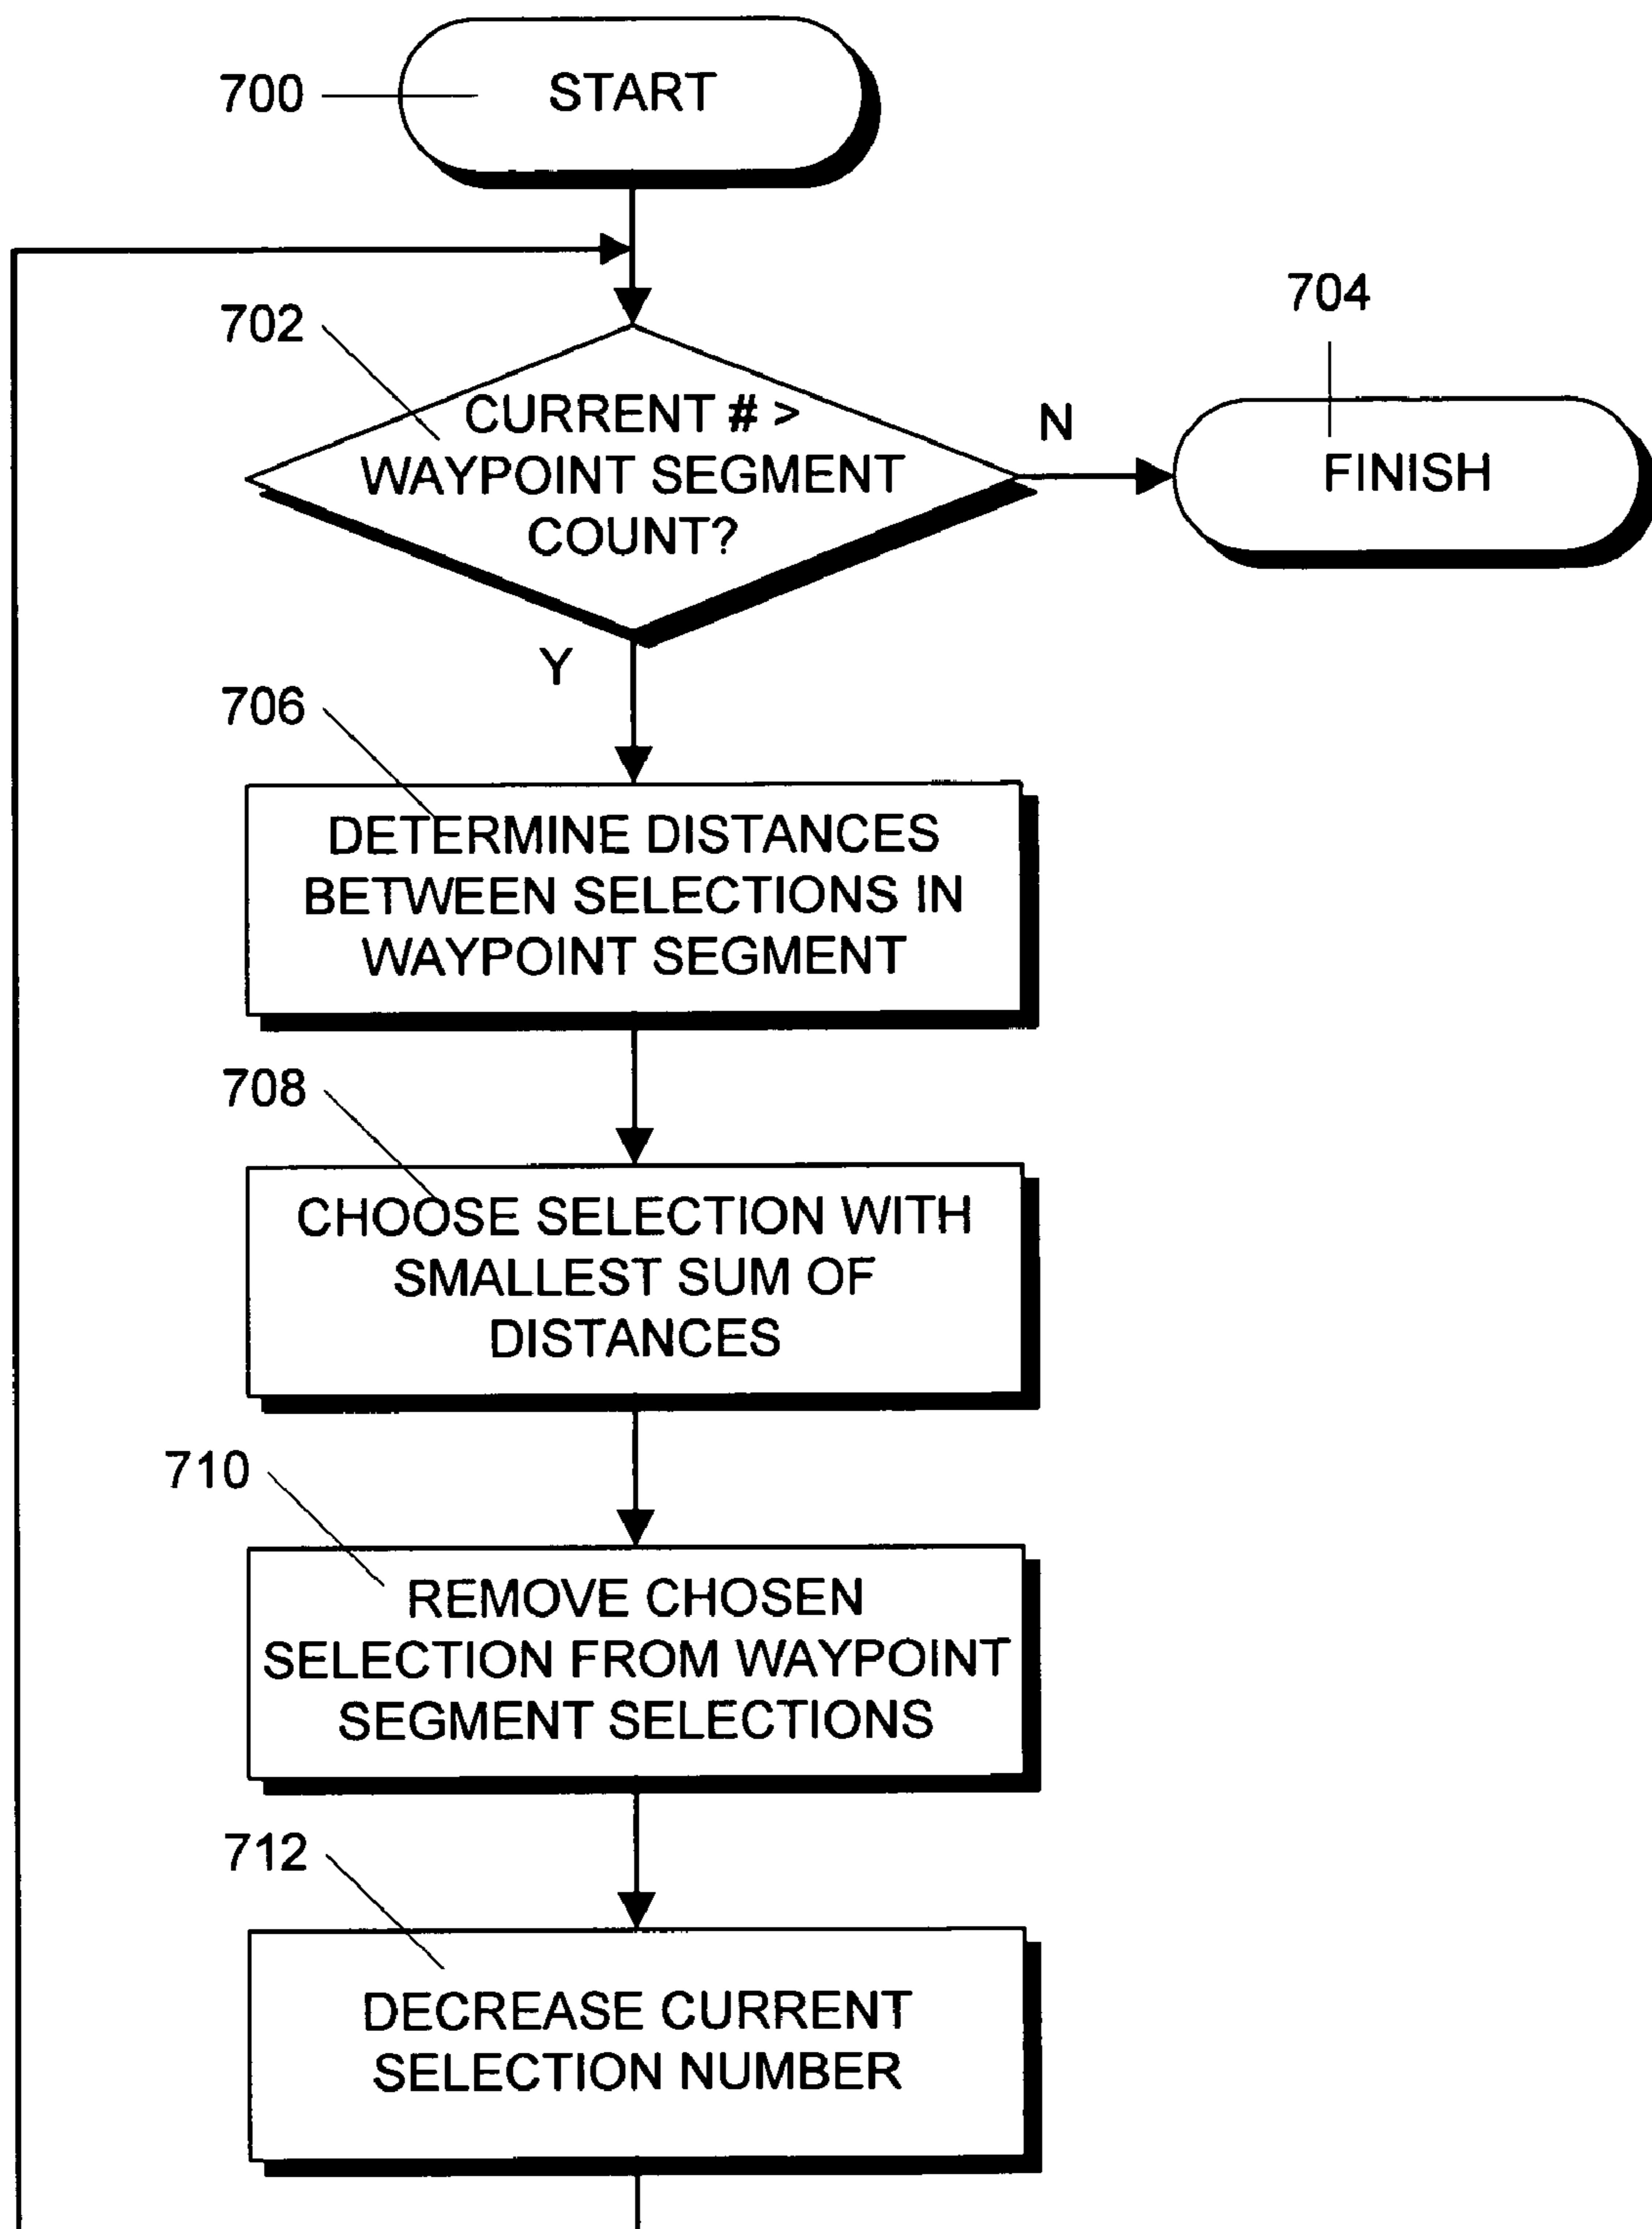 700
START
702
704
CURRENT # >
WAYPOINT SEGMENT
COUNT?
N
FINISH
Y
706
DETERMINE DISTANCES
BETWEEN SELECTIONS IN
WAYPOINT SEGMENT
708
CHOOSE SELECTION WITH
SMALLEST SUM OF
DISTANCES
710
REMOVE CHOSEN
SELECTION FROM WAYPOINT
SEGMENT SELECTIONS
712
DECREASE CURRENT
SELECTION NUMBER